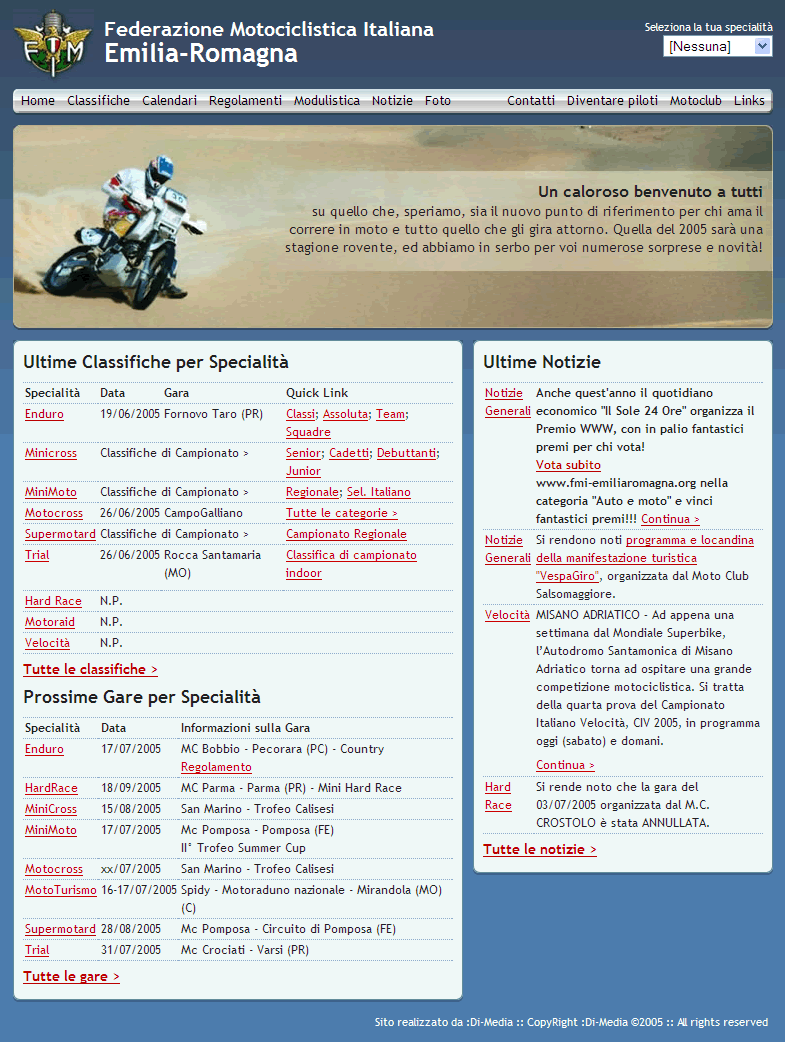 Federazione Motociclistica Italiana
Emilia-Romagna
FIM
Seleziona la tua specialità
[Nessuna]
Home Classifiche Calendari Regolamenti Modulistica Notizie Foto Contatti Diventare piloti Motoclub Links
Un caloroso benvenuto a tutti
su quello che, speriamo, sia il nuovo punto di riferimento per chi ama il
correre in moto e tutto quello che gli gira attorno. Quella del 2005 sarà una
stagione rovente, ed abbiamo in serbo per voi numerose sorprese e novità!
Ultime Classifiche per Specialità
Specialità Data Gara Quick Link
Enduro 19/06/2005 Fornovo Taro (PR) Classi; Assoluta; Team;
Squadre
Minicross Classifiche di Campionato > Senior; Cadetti; Debuttanti;
Junior
MiniMoto Classifiche di Campionato > Regionale; Sel. Italiano
Motocross 26/06/2005 CampoGalliano Tutte le categorie >
Supermotard Classifiche di Campionato > Campionato Regionale
Trial 26/06/2005 Rocca Santamaria Classifica di campionato
(MO) indoor
Hard Race N.P.
Motoraid N.P.
Velocità N.P.
Tutte le classifiche >
Prossime Gare per Specialità
Specialità Data Informazioni sulla Gara
Enduro 17/07/2005 MC Bobbio - Pecorara (PC) - Country
Regolamento
HardRace 18/09/2005 MC Parma - Parma (PR) - Mini Hard Race
MiniCross 15/08/2005 San Marino - Trofeo Calisesi
MiniMoto 17/07/2005 Mc Pomposa - Pomposa (FE)
II° Trofeo Summer Cup
Motocross xx/07/2005 San Marino - Trofeo Calisesi
MotoTurismo 16-17/07/2005 Spidy - Motoraduno nazionale - Mirandola (MO)
(C)
Supermotard 28/08/2005 Mc Pomposa - Circuito di Pomposa (FE)
Trial 31/07/2005 Mc Crociati - Varsi (PR)
Tutte le gare >
Ultime Notizie
Notizie Anche quest'anno il quotidiano
Generali economico "Il Sole 24 Ore" organizza il
Premio WWW, con in palio fantastici
premi per chi vota!
Vota subito
www.fmi-emiliaromagna.org nella
categoria "Auto e moto" e vinci
fantastici premi!!! Continua >
Notizie Si rendono noti programma e locandina
Generali della manifestazione turistica
"VespaGiro", organizzata dal Moto Club
Salsomaggiore.
Velocità MISANO ADRIATICO - Ad appena una
settimana dal Mondiale Superbike,
l'Autodromo Santamonica di Misano
Adriatico torna ad ospitare una grande
competizione motociclistica. Si tratta
della quarta prova del Campionato
Italiano Velocità, CIV 2005, in programma
oggi (sabato) e domani.
Continua >
Hard Si rende noto che la gara del
Race 03/07/2005 organizzata dal M.C.
CROSTOLO è stata ANNULLATA.
Tutte le notizie >
Sito realizzato da :Di-Media :: CopyRight :Di-Media ©2005 :: All rights reserved